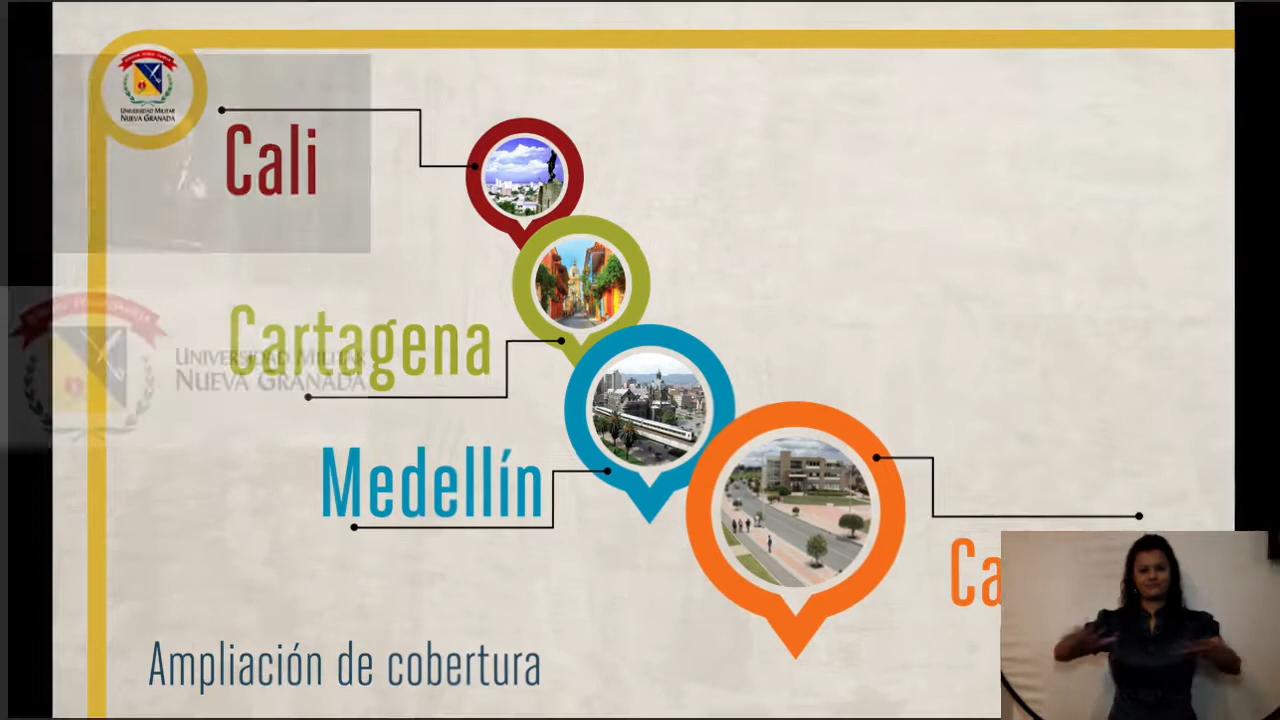 UNIVERSIDAD MILITAR
NUEVA GRANADA
Cali
Cartagena
UNIVERSIDAD MILITAR
NUEVA GRANADA
Medellín
Ca
Ampliación de cobertura